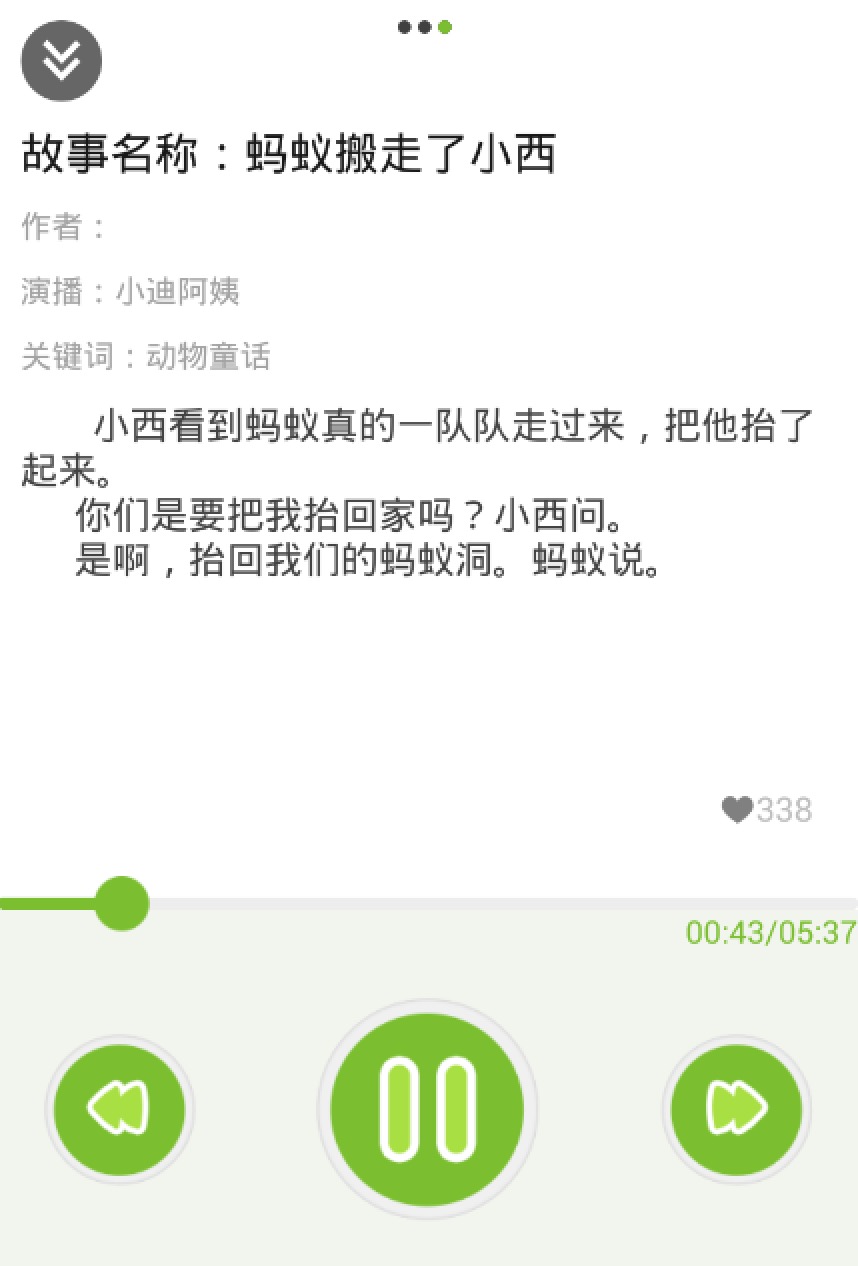 故事名称：蚂蚁搬走了小西
作者：
演播：小迪阿姨
关键词：动物童话
小西看到蚂蚁真的一队队走过来，把他抬了
起来。
你们是要把我抬回家吗？小西问。
是啊，抬回我们的蚂蚁洞。蚂蚁说。
338
00:43/05:37